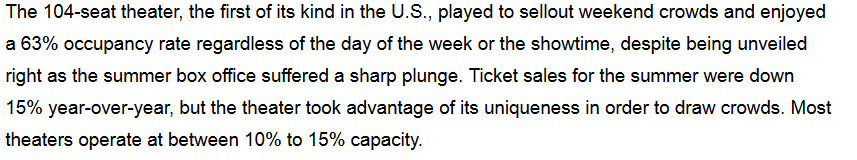 The 104-seat theater, the first of its kind in the U.S., played to sellout weekend crowds and enjoyed
a 63% occupancy rate regardless of the day of the week or the showtime, despite being unveiled
right as the summer box office suffered a sharp plunge. Ticket sales for the summer were down
15% year-over-year, but the theater took advantage of its uniqueness in order to draw crowds. Most
theaters operate at between 10% to 15% capacity.